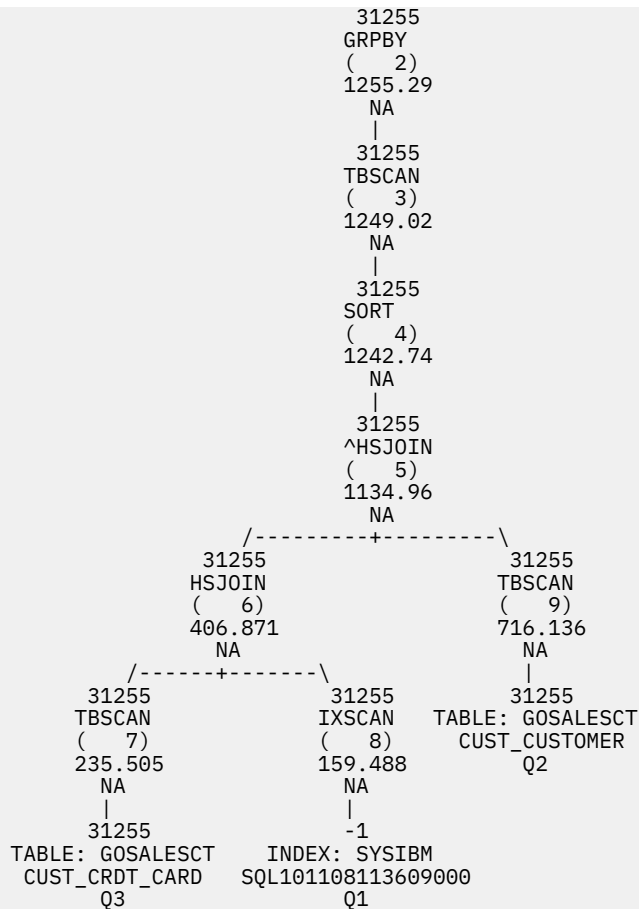 31255
GRPBY
(   2)
1255.29
NA
|
31255
TBSCAN
(   3)
1249.02
NA
|
31255
SORT
(   4)
1242.74
NA
|
31255
^HSJOIN
(   5)
1134.96
NA
/---------+---------\
31255                    31255
HSJOIN                   TBSCAN
(   6)                   (   9)
406.871                  716.136
NA                       NA
/------+-------\                |
31255              31255          31255
TBSCAN             IXSCAN    TABLE: GOSALESCT
(   7)             (   8)     CUST_CUSTOMER
235.505            159.488         Q2
NA                 NA
|                  |
31255              -1
TABLE: GOSALESCT    INDEX: SYSIBM
CUST_CRDT_CARD   SQL101108113609000
Q3                 Q1